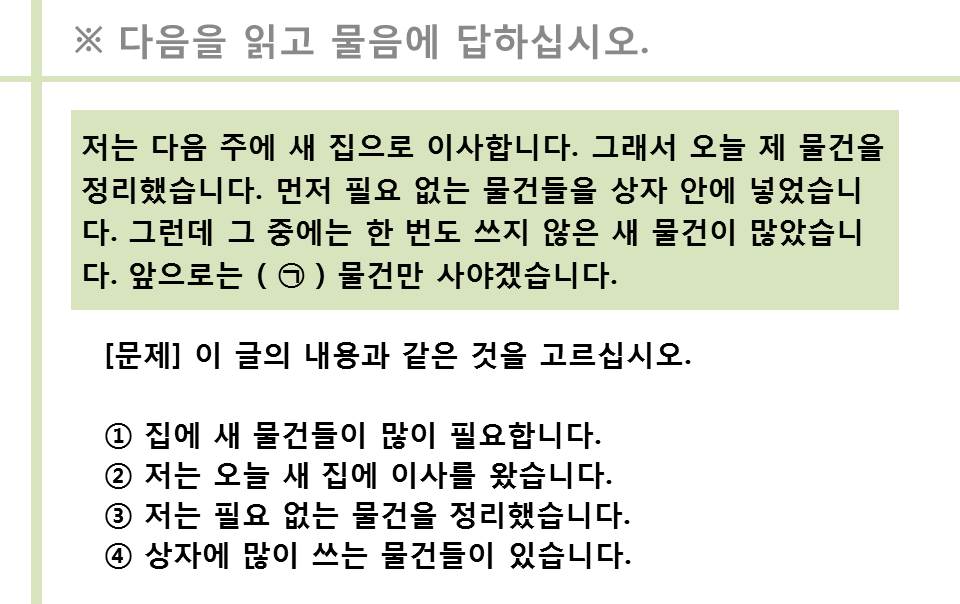 ※ 다음을 읽고 물음에 답하십시오.
저는 다음 주에 새 집으로 이사합니다. 그래서 오늘 제 물건을
정리했습니다. 먼저 필요 없는 물건들을 상자 안에 넣었습니
다. 그런데 그 중에는 한 번도 쓰지 않은 새 물건이 많았습니
다. 앞으로는 ( ㉠ ) 물건만 사야겠습니다.
[문제] 이 글의 내용과 같은 것을 고르십시오.
① 집에 새 물건들이 많이 필요합니다.
② 저는 오늘 새 집에 이사를 왔습니다.
③ 저는 필요 없는 물건을 정리했습니다.
④ 상자에 많이 쓰는 물건들이 있습니다.